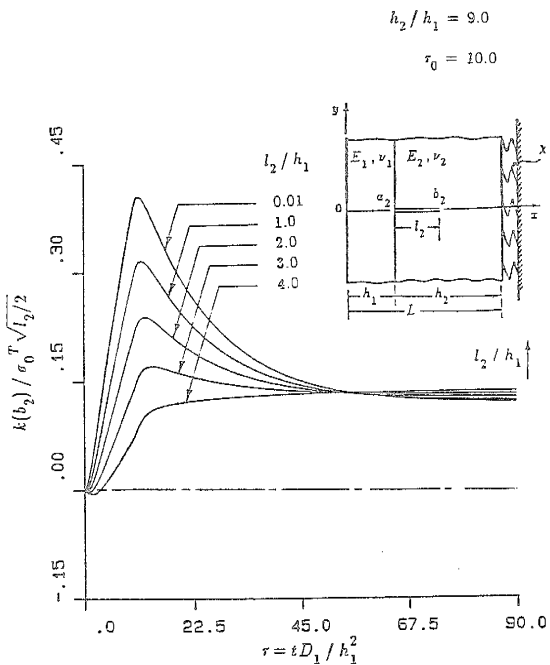 h₂/h₁ = 9.0
τ₀ = 10.0
y
E₁, ν₁ E₂, ν₂
K
a₂ b₂
0 x
l₂
h₁ h₂
L
l₂/h₁
0.01
1.0
2.0
3.0
4.0
l₂/h₁
k(b₂)/σ₀ᵀ√l₂/2
.45
.30
.15
.00
-.15
.0 22.5 45.0 67.5 90.0
τ = tD₁/h₁²